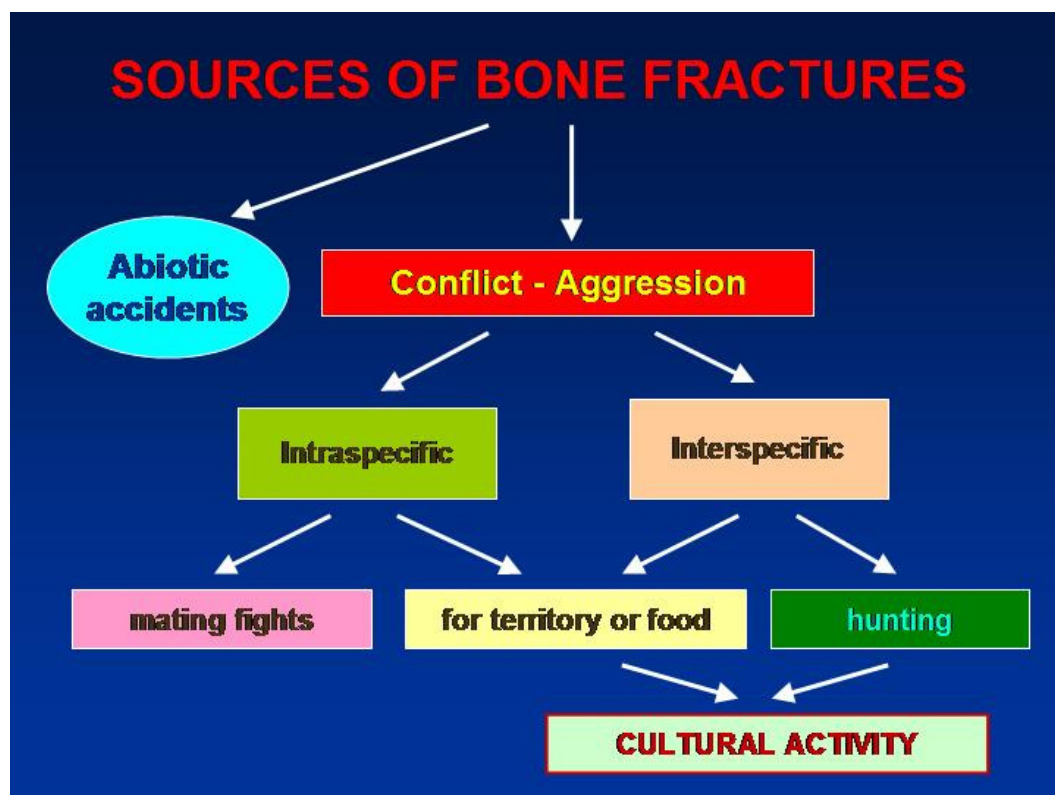 SOURCES OF BONE FRACTURES
Abiotic
accidents
Conflict - Aggression
Intraspecific
Interspecific
mating fights
for territory or food
hunting
CULTURAL ACTIVITY